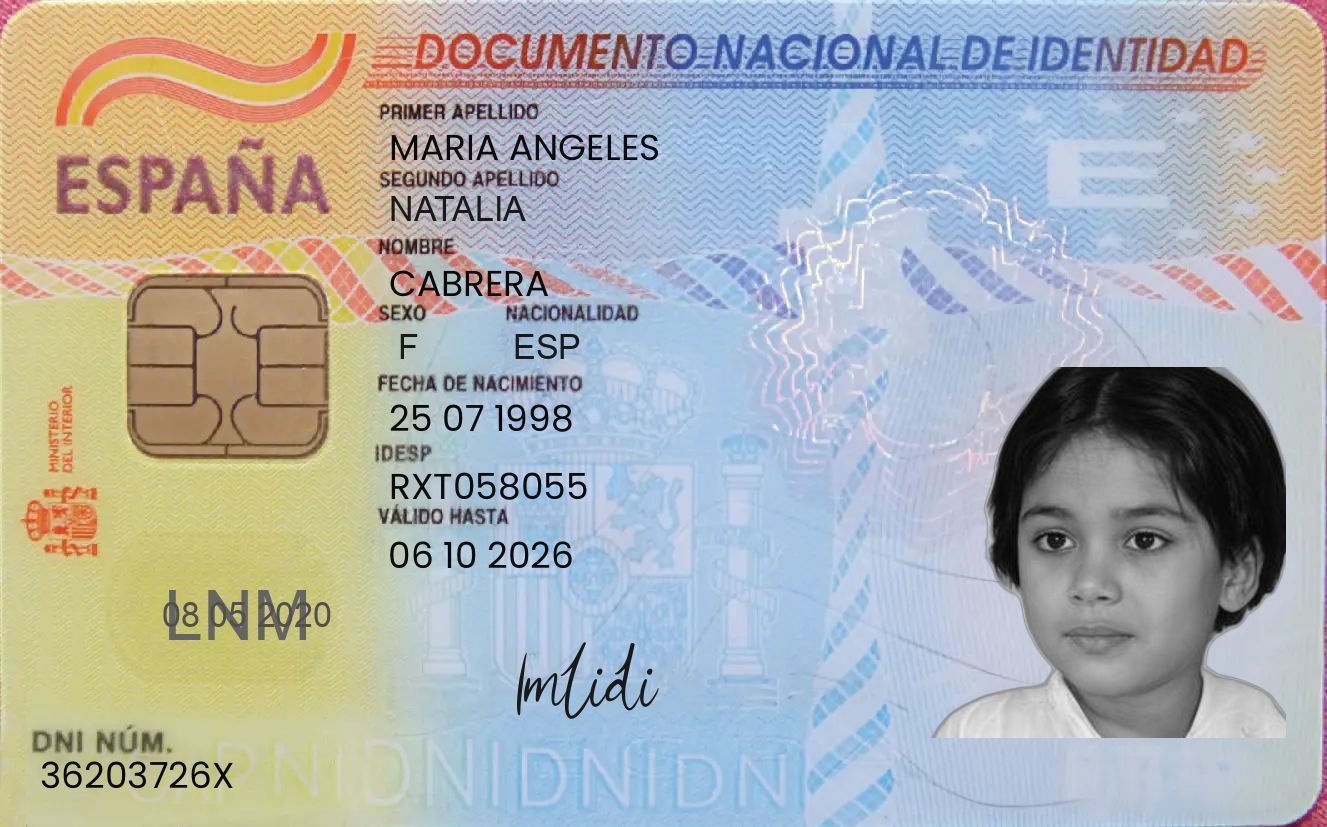 DOCUMENTO NACIONAL DE IDENTIDAD
ESPAÑA
PRIMER APELLIDO
MARIA ANGELES
SEGUNDO APELLIDO
NATALIA
NOMBRE
CABRERA
SEXO NACIONALIDAD
F ESP
FECHA DE NACIMIENTO
25 07 1998
IDESP
RXT058055
VÁLIDO HASTA
06 10 2026
MINISTERIO
DEL INTERIOR
E
LNM
08 05 2020
lmlidi
DNI NÚM.
36203726X
DNIDNIDNIDNI